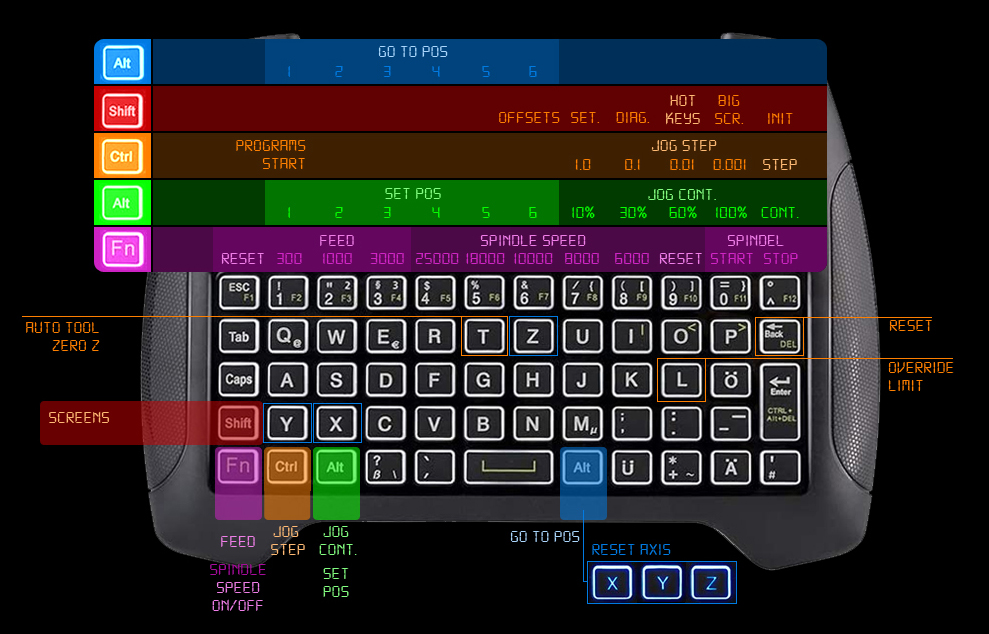 Alt GO TO POS
1 2 3 4 5 6
Shift HOT BIG
OFFSETS SET. DIAG. KEYS SCR. INIT
Ctrl PROGRAMS JOG STEP
START 1.0 0.1 0.01 0.001 STEP
Alt SET POS JOG CONT.
1 2 3 4 5 6 10% 30% 60% 100% CONT.
Fn FEED SPINDLE SPEED SPINDEL
RESET 300 1000 3000 25000 18000 10000 8000 6000 RESET START STOP
ESC ! " 2 § 3 $ % & / { ( [ ) ] = } °
F1 1 F2 2 F3 3 F4 4 F5 5 F6 6 F7 7 F8 8 F9 9 F10 0 F11 ^ F12
AUTO TOOL
ZERO Z
Tab Q @ W E € R T Z U I | O < P > Back DEL
RESET
Caps A S D F G H J K L Ö Enter
CTRL+
Alt+DEL
OVERRIDE
LIMIT
SCREENS
Shift Y X C V B N M µ ; , : . _ -
Fn Ctrl Alt ? ß \ ` ´ Alt Ü * + ~ Ä ' #
FEED JOG STEP JOG CONT.
GO TO POS
RESET AXIS
SPINDLE
SPEED
ON/OFF
SET
POS
X Y Z